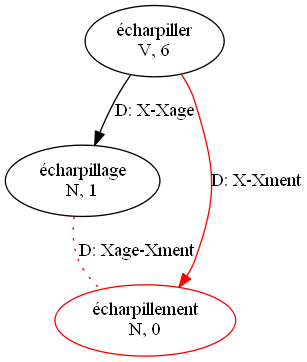 écharpiller
V, 6
D: X-Xage
écharpillage
N, 1
D: X-Xment
D: Xage-Xment
écharpillement
N, 0